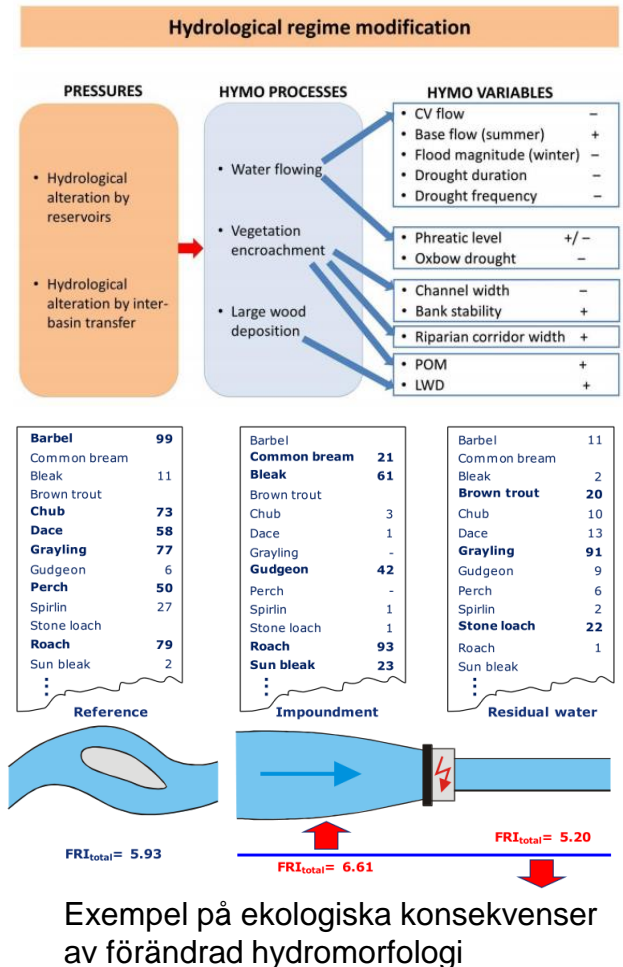 Hydrological regime modification
PRESSURES
• Hydrological
alteration by
reservoirs
• Hydrological
alteration by inter-
basin transfer
HYMO PROCESSES
• Water flowing
• Vegetation
encroachment
• Large wood
deposition
HYMO VARIABLES
• CV flow –
• Base flow (summer) +
• Flood magnitude (winter) –
• Drought duration –
• Drought frequency –
• Phreatic level +/–
• Oxbow drought –
• Channel width –
• Bank stability +
• Riparian corridor width +
• POM +
• LWD +
Barbel 99
Common bream
Bleak 11
Brown trout
Chub 73
Dace 58
Grayling 77
Gudgeon 6
Perch 50
Spirlin 27
Stone loach
Roach 79
Sun bleak 2
⋮
Reference
Barbel
Common bream 21
Bleak 61
Brown trout
Chub 3
Dace 1
Grayling -
Gudgeon 42
Perch -
Spirlin 1
Stone loach 1
Roach 93
Sun bleak 23
⋮
Impoundment
Barbel 11
Common bream
Bleak 2
Brown trout 20
Chub 10
Dace 13
Grayling 91
Gudgeon 9
Perch 6
Spirlin 2
Stone loach 22
Roach 1
Sun bleak
⋮
Residual water
FRItotal= 5.93
FRItotal= 6.61
FRItotal= 5.20
Exempel på ekologiska konsekvenser
av förändrad hydromorfologi